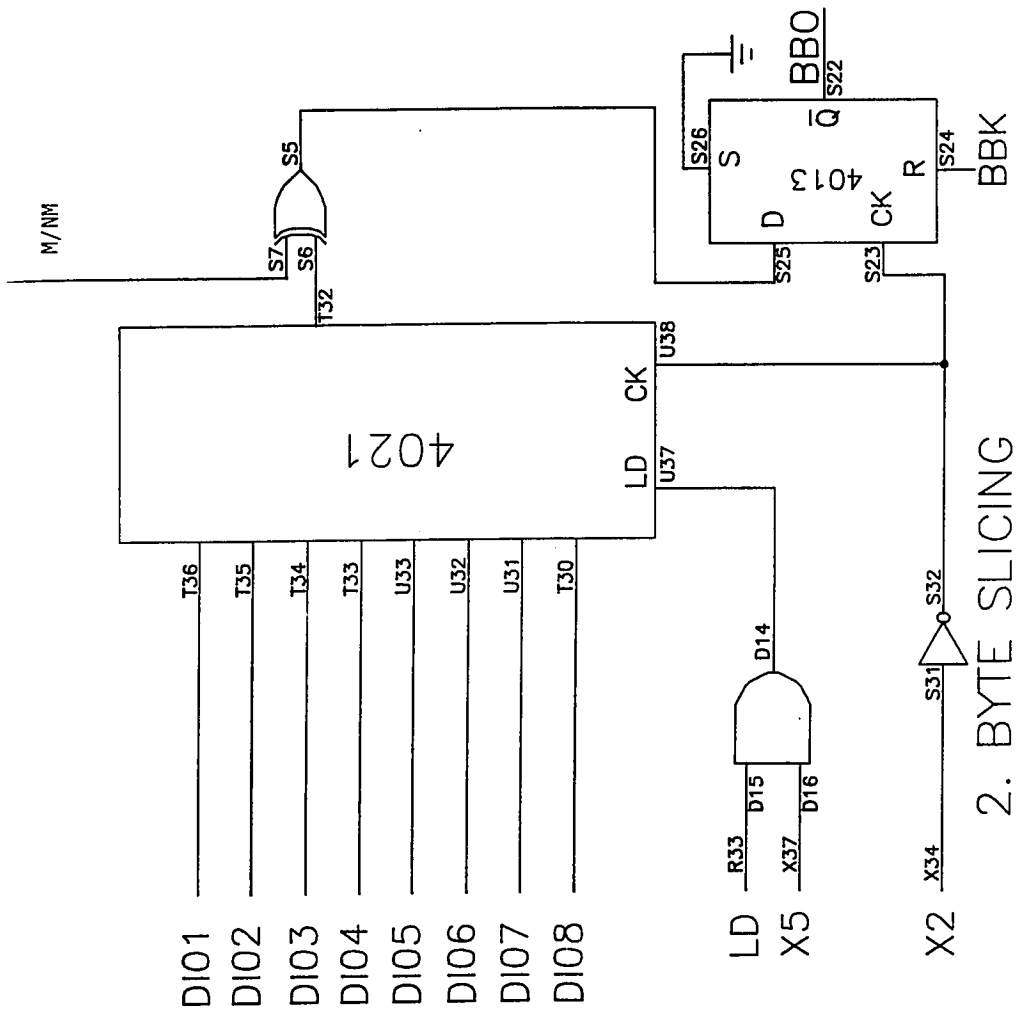 M/NM
S7
S6
S5
T32
DIO1
DIO2
DIO3
DIO4
DIO5
DIO6
DIO7
DIO8
T36
T35
T34
T33
U33
U32
U31
T30
4021
LD
CK
U37
U38
S26
S
D
4013
Q1
CK
R
S25
S23
S24
S22
BBO
BBK
LD
X5
R33
X37
D15
D16
D14
X2
X34
S31
S32
2. BYTE SLICING